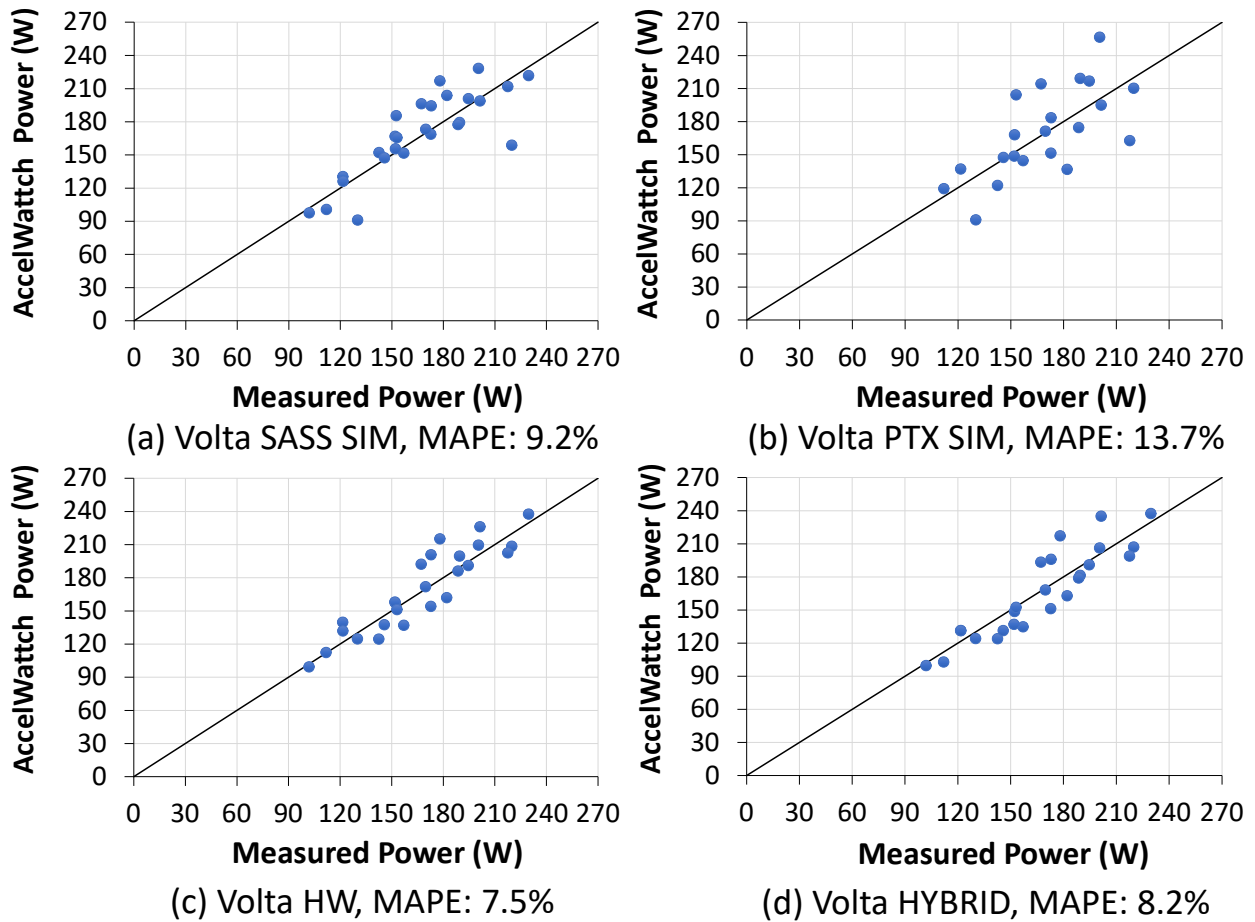 AccelWattch Power (W)
270
240
210
180
150
120
90
60
30
0
0 30 60 90 120 150 180 210 240 270
Measured Power (W)
(a) Volta SASS SIM, MAPE: 9.2%
AccelWattch Power (W)
270
240
210
180
150
120
90
60
30
0
0 30 60 90 120 150 180 210 240 270
Measured Power (W)
(b) Volta PTX SIM, MAPE: 13.7%
AccelWattch Power (W)
270
240
210
180
150
120
90
60
30
0
0 30 60 90 120 150 180 210 240 270
Measured Power (W)
(c) Volta HW, MAPE: 7.5%
AccelWattch Power (W)
270
240
210
180
150
120
90
60
30
0
0 30 60 90 120 150 180 210 240 270
Measured Power (W)
(d) Volta HYBRID, MAPE: 8.2%